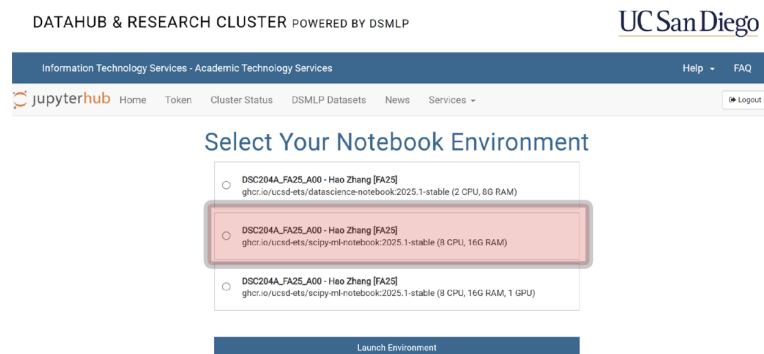 DATAHUB & RESEARCH CLUSTER POWERED BY DSMLP
UC San Diego
Information Technology Services - Academic Technology Services
Help
FAQ
jupyterhub
Home
Token
Cluster Status
DSMLP Datasets
News
Services
Logout
Select Your Notebook Environment
DSC204A_FA25_A00 - Hao Zhang [FA25]
ghcr.io/ucsd-ets/datascience-notebook:2025.1-stable (2 CPU, 8G RAM)
DSC204A_FA25_A00 - Hao Zhang [FA25]
ghcr.io/ucsd-ets/scipy-ml-notebook:2025.1-stable (8 CPU, 16G RAM)
DSC204A_FA25_A00 - Hao Zhang [FA25]
ghcr.io/ucsd-ets/scipy-ml-notebook:2025.1-stable (8 CPU, 16G RAM, 1 GPU)
Launch Environment